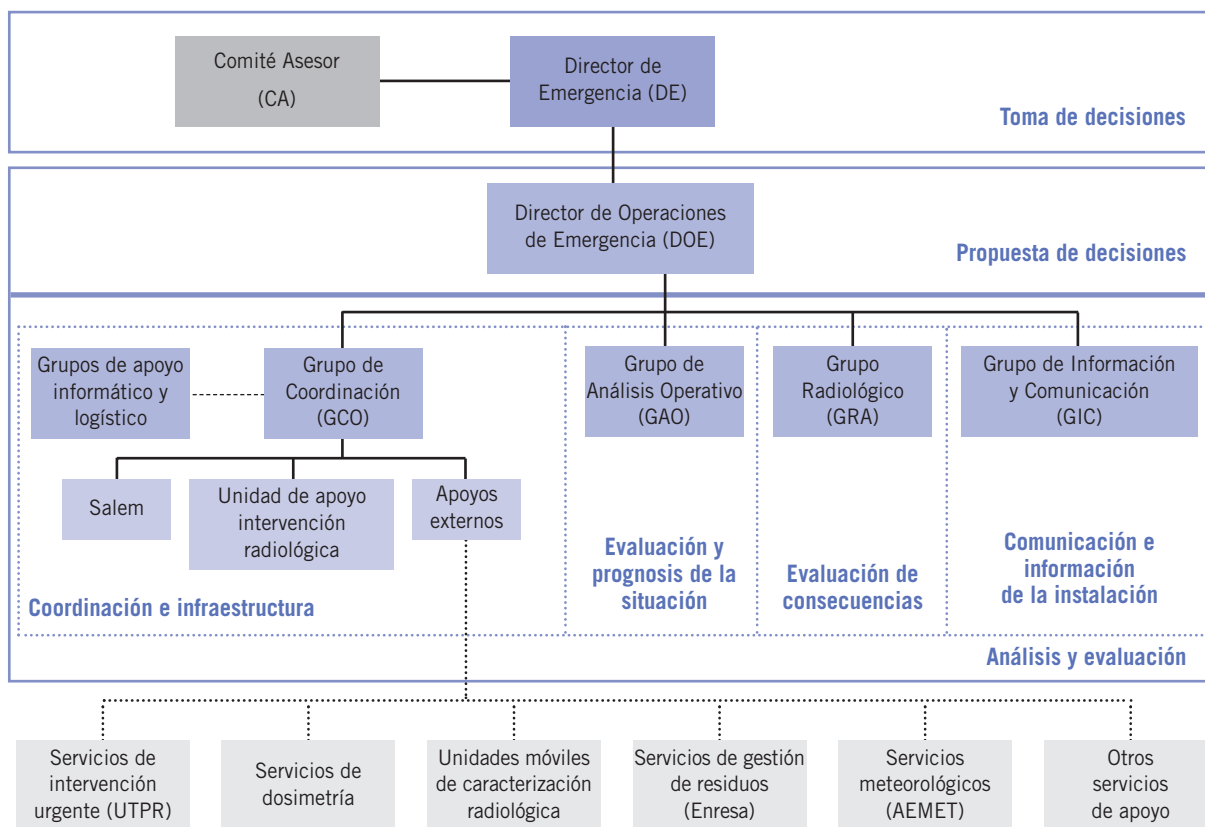 Comité Asesor
(CA)
Director de
Emergencia (DE)
Toma de decisiones
Director de Operaciones
de Emergencia (DOE)
Propuesta de decisiones
Grupos de apoyo
informático y
logístico
Grupo de
Coordinación
(GCO)
Grupo de
Análisis Operativo
(GAO)
Grupo
Radiológico
(GRA)
Grupo de Información
y Comunicación
(GIC)
Salem
Unidad de apoyo
intervención
radiológica
Apoyos
externos
Coordinación e infraestructura
Evaluación y
prognosis de la
situación
Evaluación de
consecuencias
Comunicación e
información
de la instalación
Análisis y evaluación
Servicios de
intervención
urgente (UTPR)
Servicios de
dosimetría
Unidades móviles
de caracterización
radiológica
Servicios de gestión
de residuos
(Enresa)
Servicios
meteorológicos
(AEMET)
Otros
servicios
de apoyo